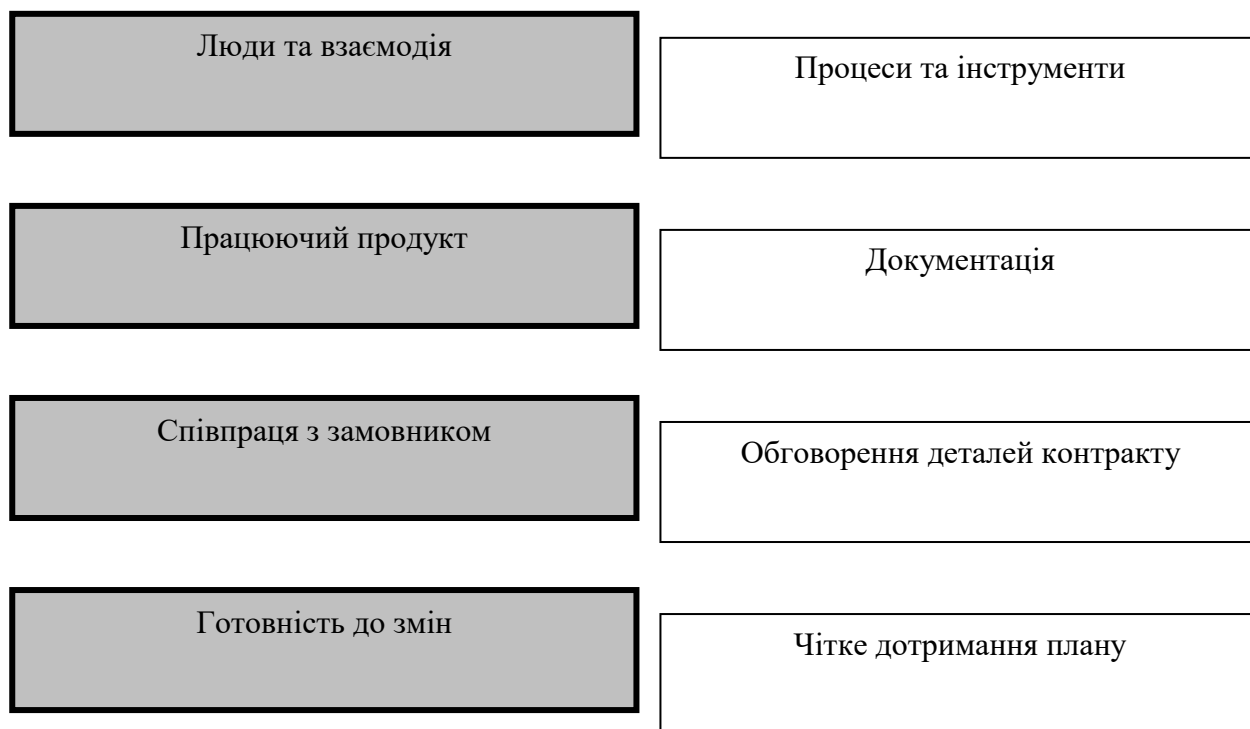 Люди та взаємодія
Процеси та інструменти
Працюючий продукт
Документація
Співпраця з замовником
Обговорення деталей контракту
Готовність до змін
Чітке дотримання плану